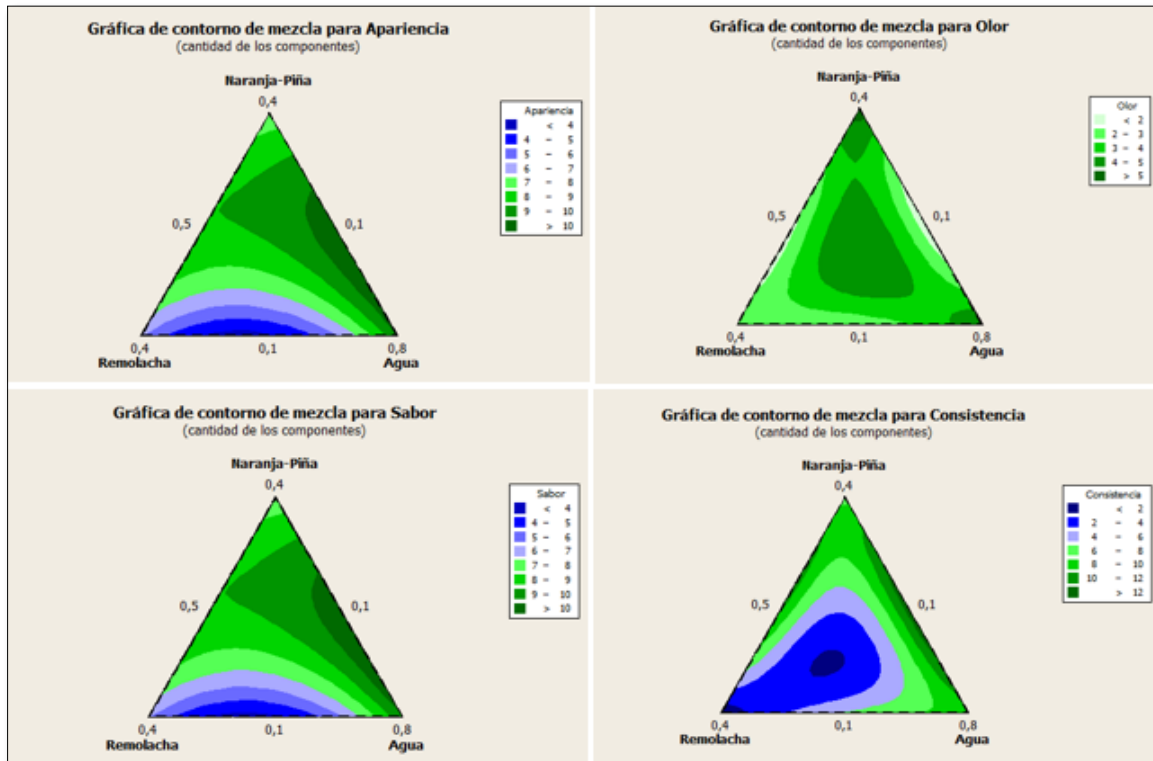 Gráfica de contorno de mezcla para Apariencia
(cantidad de los componentes)
Naranja-Piña
0,4
Apariencia
< 4
4 – 5
5 – 6
6 – 7
7 – 8
8 – 9
9 – 10
> 10
0,5
0,1
0,4
0,1
0,8
Remolacha
Agua
Gráfica de contorno de mezcla para Olor
(cantidad de los componentes)
Naranja-Piña
0,4
Olor
< 2
2 – 3
3 – 4
4 – 5
> 5
0,5
0,1
0,4
0,1
0,8
Remolacha
Agua
Gráfica de contorno de mezcla para Sabor
(cantidad de los componentes)
Naranja-Piña
0,4
Sabor
< 4
4 – 5
5 – 6
6 – 7
7 – 8
8 – 9
9 – 10
> 10
0,5
0,1
0,4
0,1
0,8
Remolacha
Agua
Gráfica de contorno de mezcla para Consistencia
(cantidad de los componentes)
Naranja-Piña
0,4
Consistencia
< 2
2 – 4
4 – 6
6 – 8
8 – 10
10 – 12
> 12
0,5
0,1
0,4
0,1
0,8
Remolacha
Agua